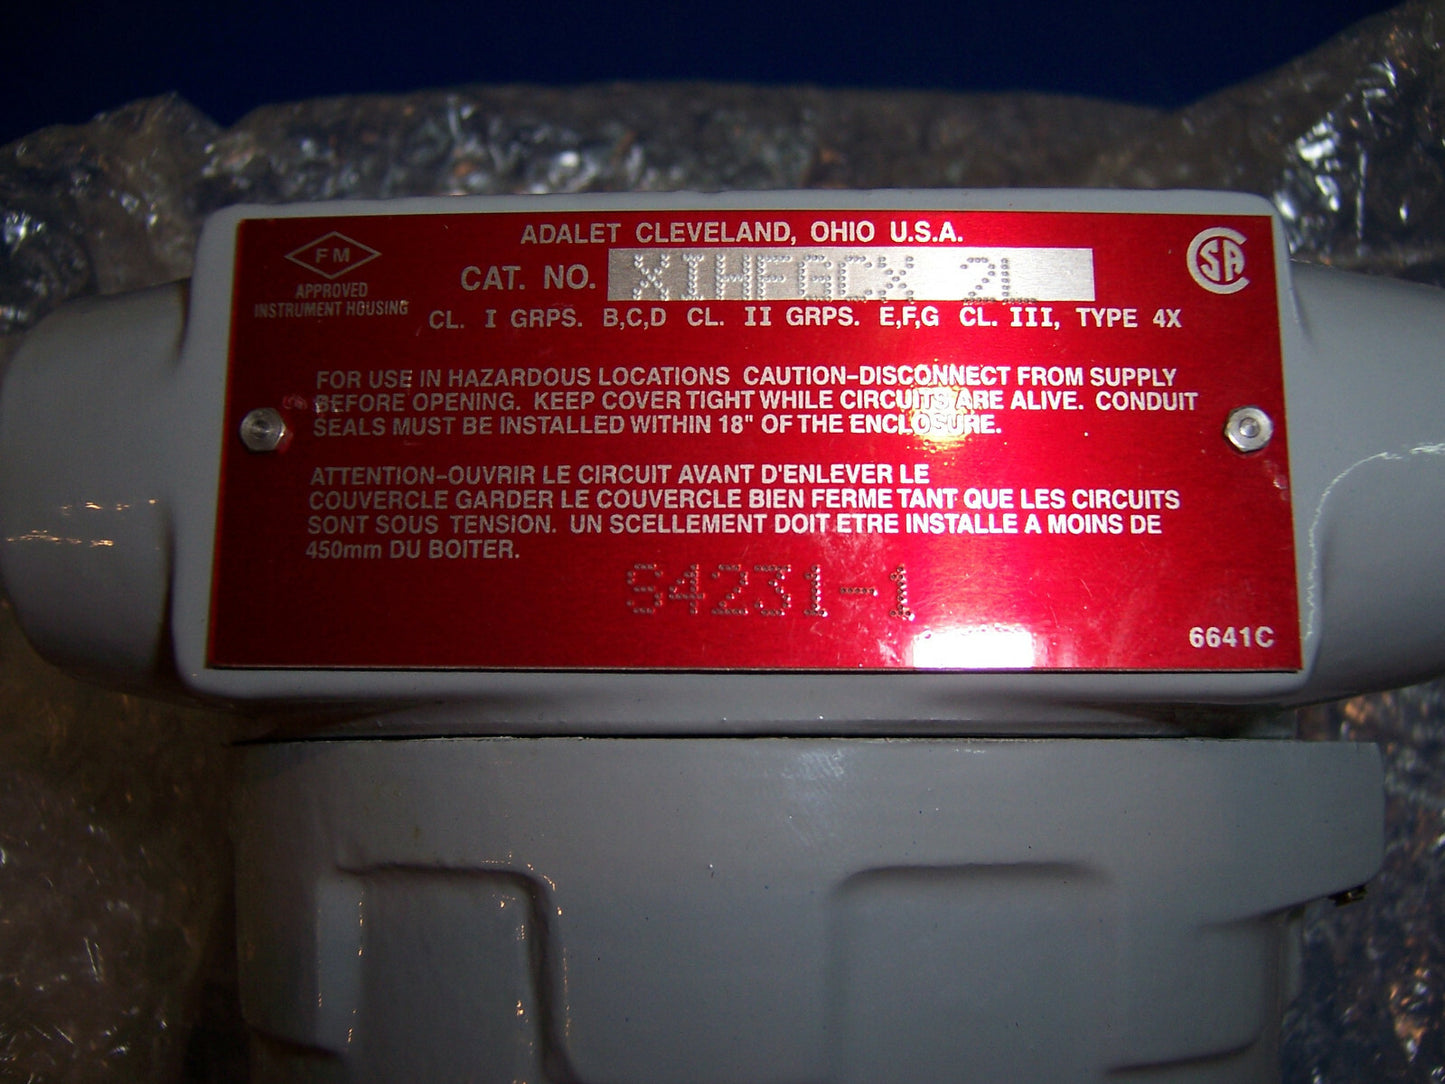 ADALET CLEVELAND, OHIO U.S.A.
FM
APPROVED
INSTRUMENT HOUSING
CAT. NO. XIHFGCX 2L
SA
CL. I GRPS. B,C,D CL. II GRPS. E,F,G CL. III, TYPE 4X
FOR USE IN HAZARDOUS LOCATIONS CAUTION-DISCONNECT FROM SUPPLY
BEFORE OPENING. KEEP COVER TIGHT WHILE CIRCUITS ARE ALIVE. CONDUIT
SEALS MUST BE INSTALLED WITHIN 18" OF THE ENCLOSURE.
ATTENTION-OUVRIR LE CIRCUIT AVANT D'ENLEVER LE
COUVERCLE GARDER LE COUVERCLE BIEN FERME TANT QUE LES CIRCUITS
SONT SOUS TENSION. UN SCELLEMENT DOIT ETRE INSTALLE A MOINS DE
450mm DU BOITER.
S4231-1
6641C